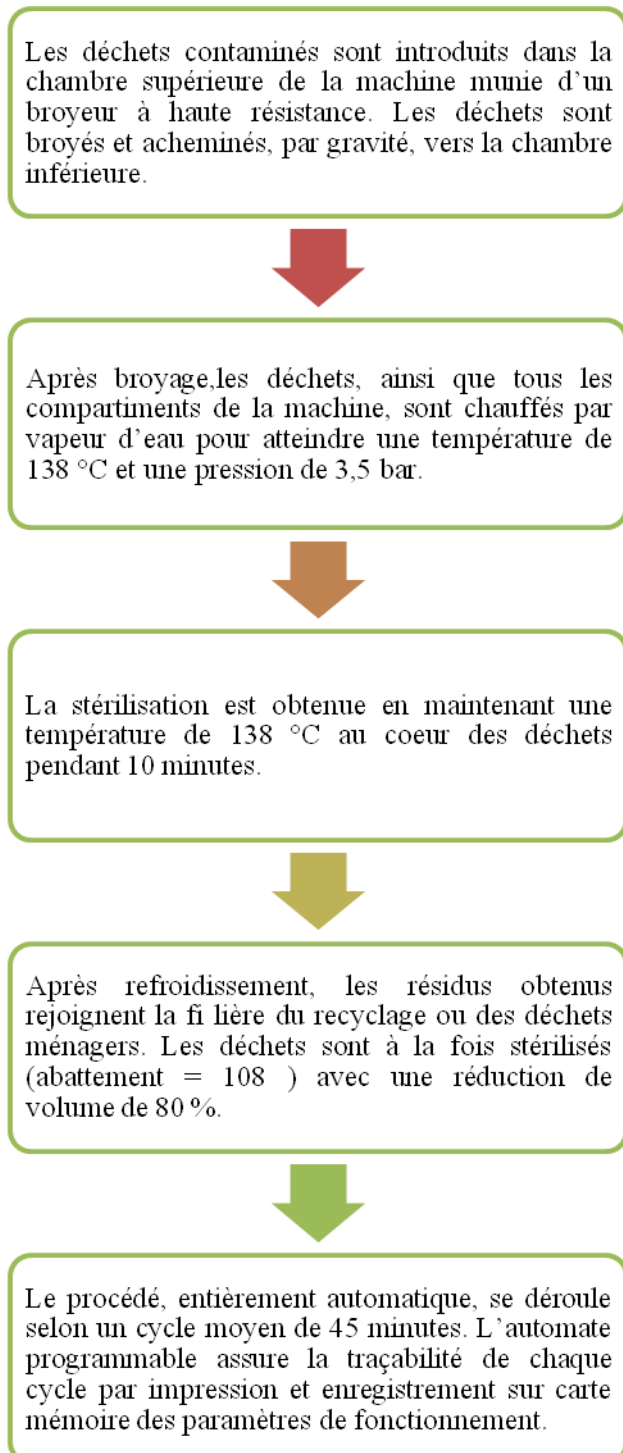 Les déchets contaminés sont introduits dans la
chambre supérieure de la machine munie d’un
broyeur à haute résistance. Les déchets sont
broyés et acheminés, par gravité, vers la chambre
inférieure.
Après broyage,les déchets, ainsi que tous les
compartiments de la machine, sont chauffés par
vapeur d’eau pour atteindre une température de
138 °C et une pression de 3,5 bar.
La stérilisation est obtenue en maintenant une
température de 138 °C au coeur des déchets
pendant 10 minutes.
Après refroidissement, les résidus obtenus
rejoignent la fi lière du recyclage ou des déchets
ménagers. Les déchets sont à la fois stérilisés
(abattement = 108 ) avec une réduction de
volume de 80 %.
Le procédé, entièrement automatique, se déroule
selon un cycle moyen de 45 minutes. L’automate
programmable assure la traçabilité de chaque
cycle par impression et enregistrement sur carte
mémoire des paramètres de fonctionnement.